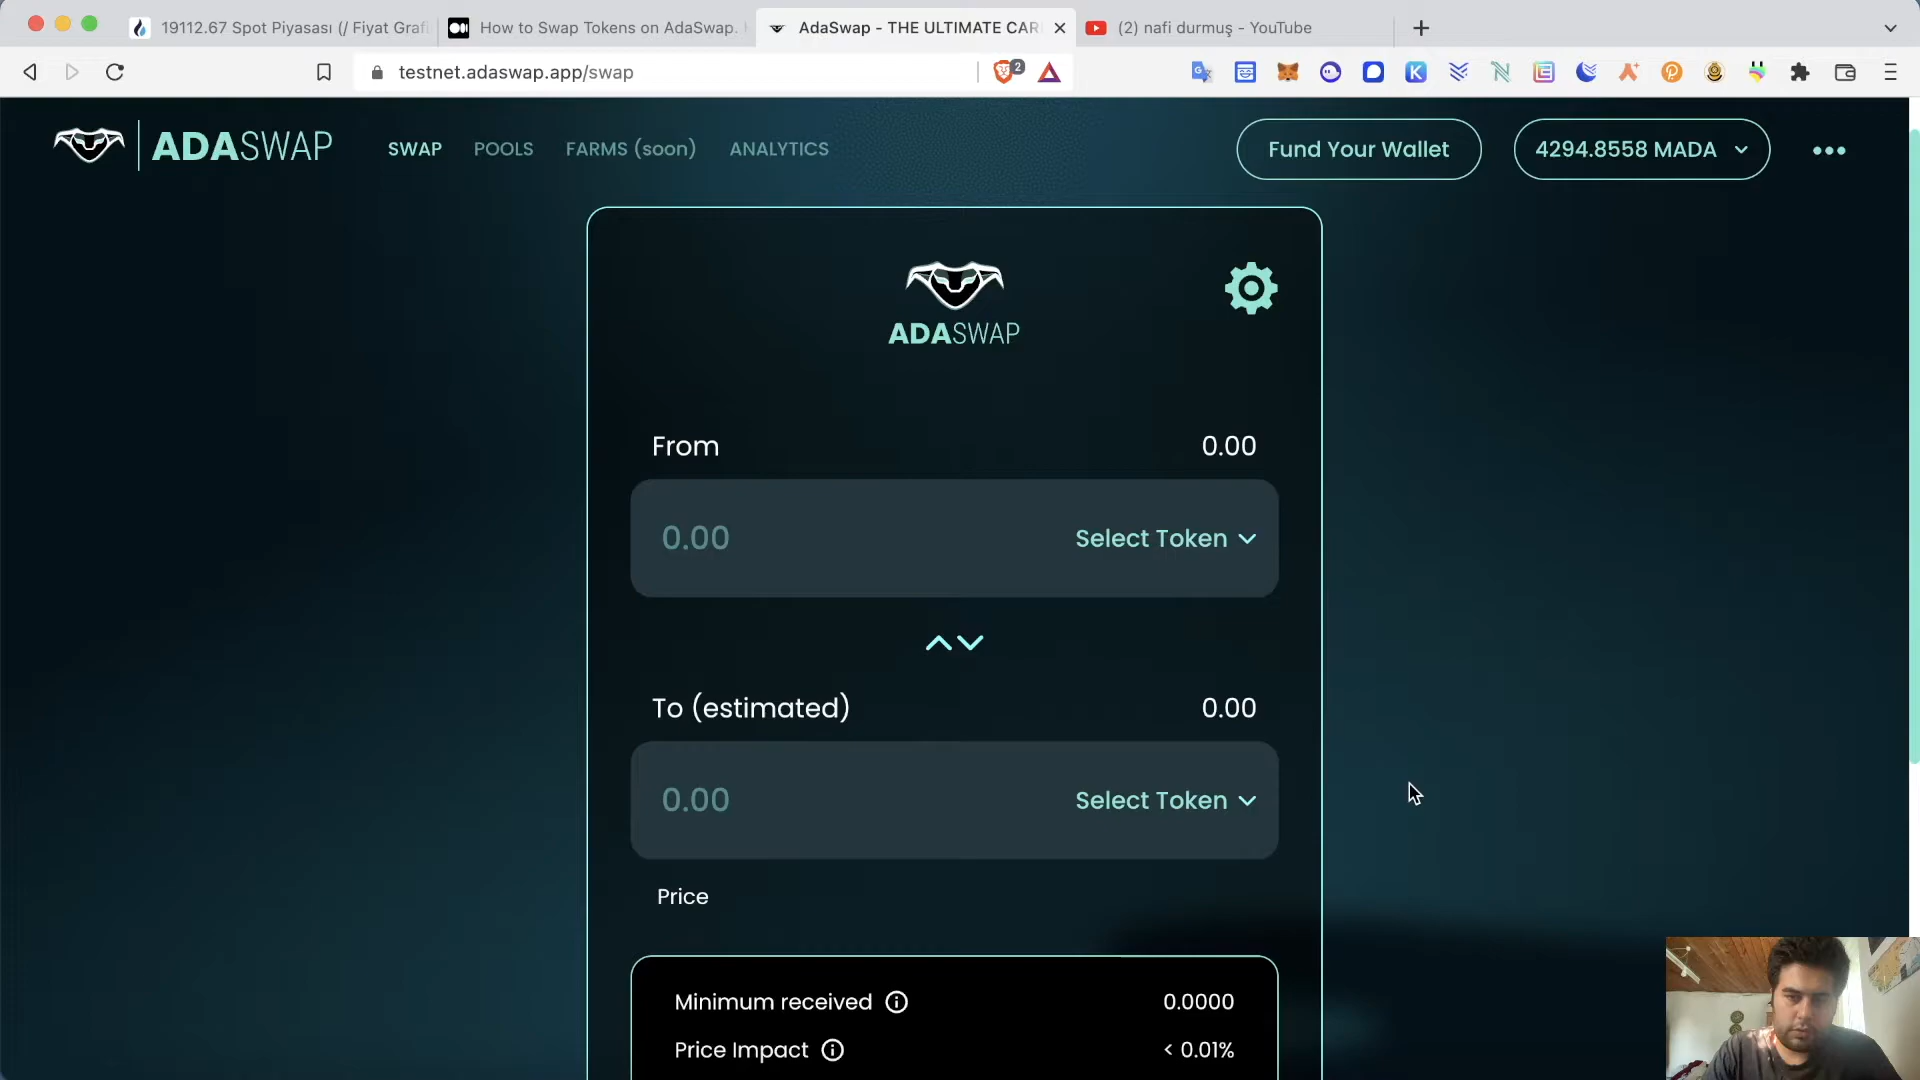 19112.67 Spot Piyasası (/ Fiyat Grafi
How to Swap Tokens on AdaSwap.
AdaSwap - THE ULTIMATE CAR
(2) nafi durmuş - YouTube
testnet.adaswap.app/swap
2
ADASWAP
SWAP
POOLS
FARMS (soon)
ANALYTICS
Fund Your Wallet
4294.8558 MADA
ADASWAP
From
0.00
0.00
Select Token
To (estimated)
0.00
0.00
Select Token
Price
Minimum received
0.0000
Price Impact
< 0.01%